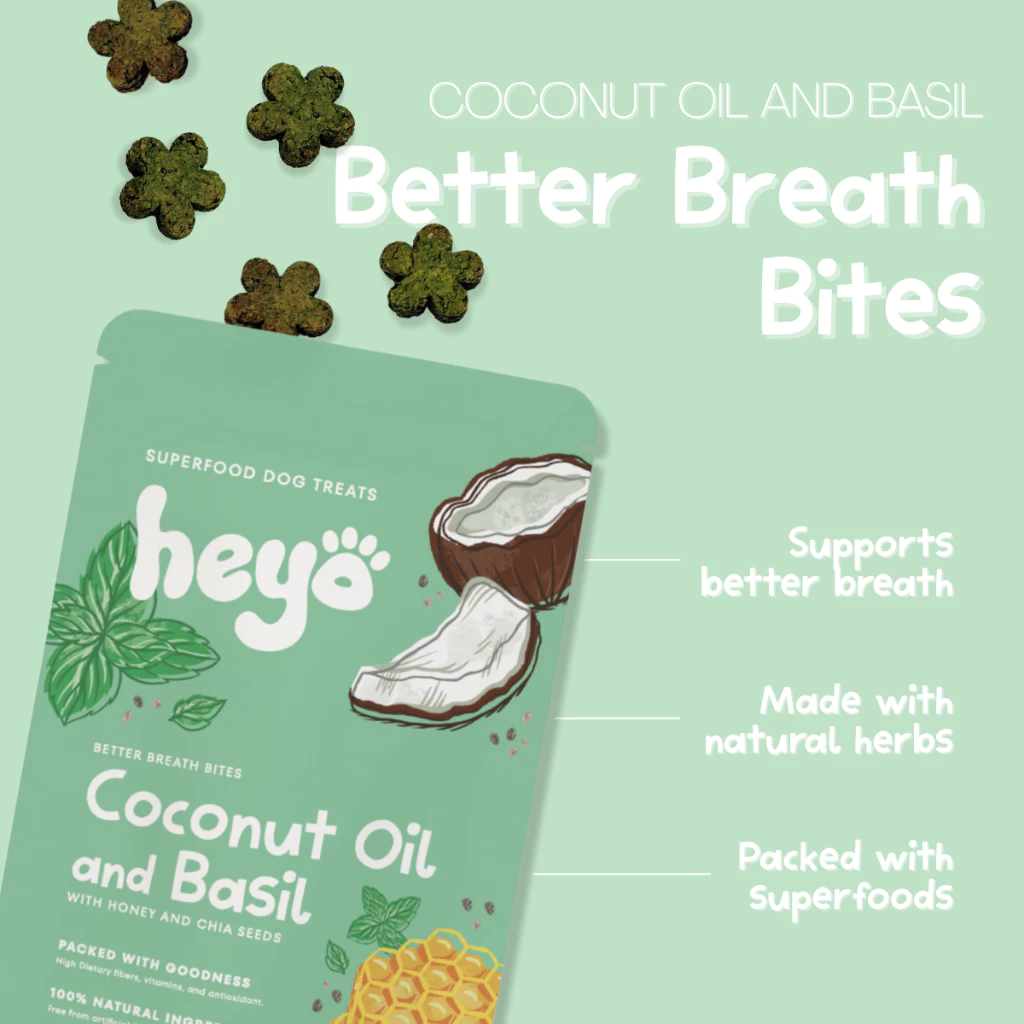 COCONUT OIL AND BASIL
Better Breath
Bites
SUPERFOOD DOG TREATS
heyo
Supports
better breath
Made with
natural herbs
Packed with
superfoods
BETTER BREATH BITES
Coconut Oil
and Basil
WITH HONEY AND CHIA SEEDS
PACKED WITH GOODNESS
High Dietary fibers, vitamins, and antioxidant.
100% NATURAL
Free from